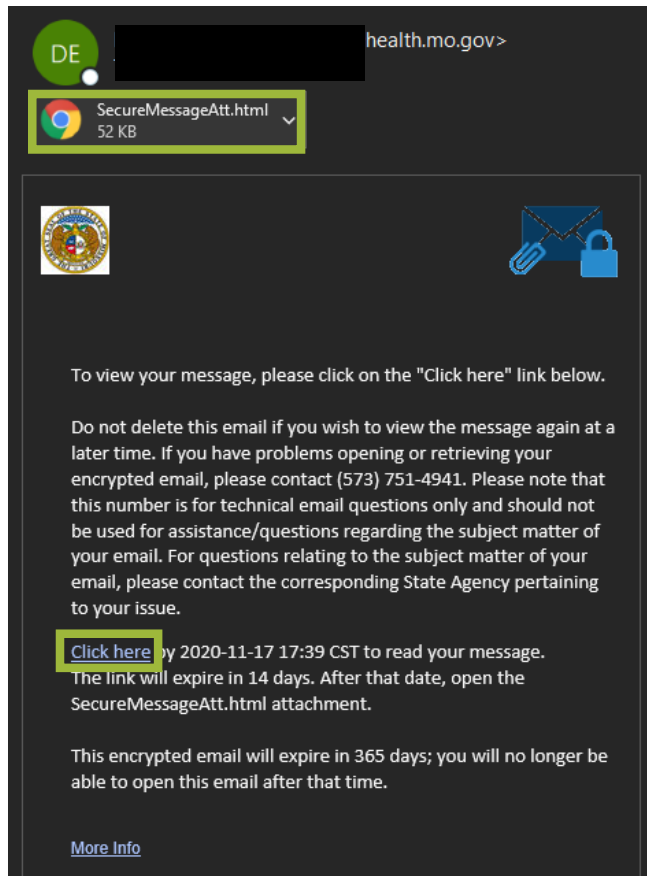 DE
health.mo.gov>
SecureMessageAtt.html
52 KB
To view your message, please click on the "Click here" link below.
Do not delete this email if you wish to view the message again at a
later time. If you have problems opening or retrieving your
encrypted email, please contact (573) 751-4941. Please note that
this number is for technical email questions only and should not
be used for assistance/questions regarding the subject matter of
your email. For questions relating to the subject matter of your
email, please contact the corresponding State Agency pertaining
to your issue.
Click here by 2020-11-17 17:39 CST to read your message.
The link will expire in 14 days. After that date, open the
SecureMessageAtt.html attachment.
This encrypted email will expire in 365 days; you will no longer be
able to open this email after that time.
More Info